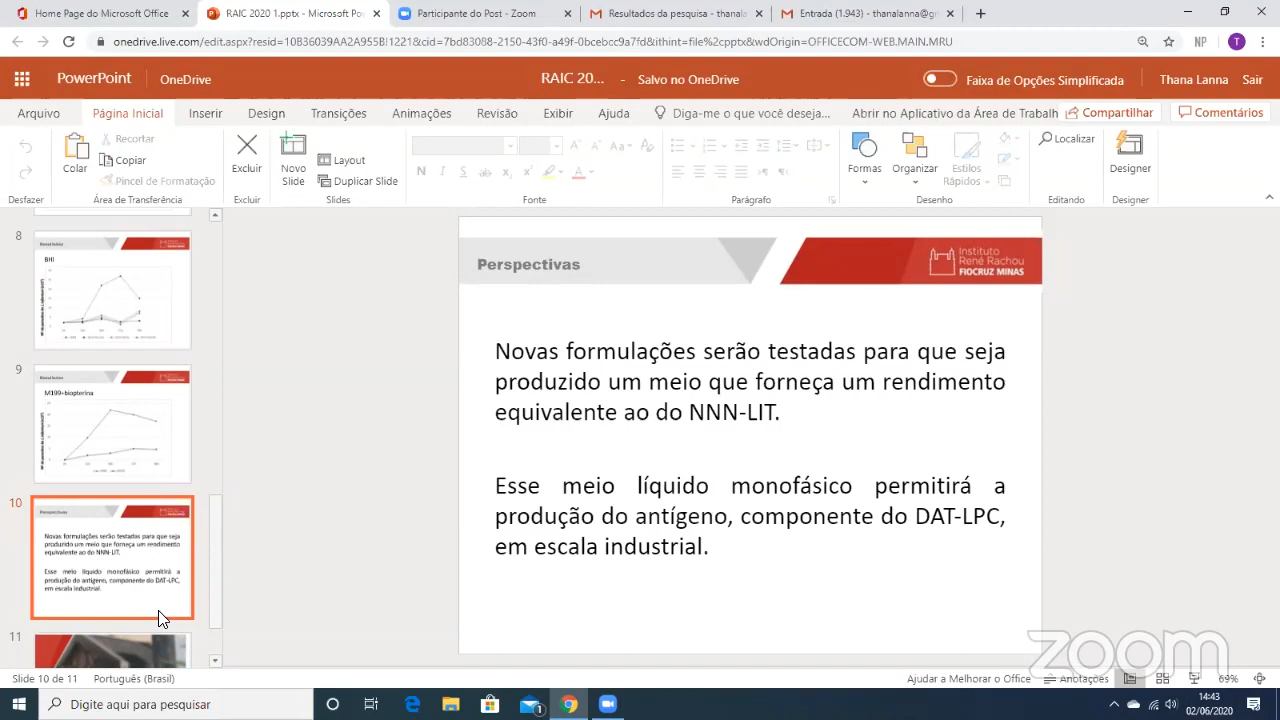 Home | Microsoft Office
RAIC 2020 1.pptx - Microsoft Pow
Participante do Post - Zoom
Resumo da pesquisa - thanala
Entrada (1.943) - thanalanna@gr
onedrive.live.com/edit.aspx?resid=10B36039AA2A955B!1221&cid=7bd83088-2150-43f0-a49f-0bcebcc9a7fd&ithint=file%2cpptx&wdOrigin=OFFICECOM-WEB.MAIN.MRU
NP
T
PowerPoint
OneDrive
RAIC 20... - Salvo no OneDrive
Faixa de Opções Simplificada
Thana Lanna
Sair
Arquivo
Página Inicial
Inserir
Design
Transições
Animações
Revisão
Exibir
Ajuda
Diga-me o que você deseja...
Abrir no Aplicativo da Área de Trabalh
Compartilhar
Comentários
Colar
Recortar
Copiar
Pincel de Formatação
Excluir
Novo
Slide
Layout
Duplicar Slide
Formas
Organizar
Estilos
Rápidos
Localizar
Designer
Desfazer
Área de Transferência
Excluir
Slides
Fonte
Parágrafo
Desenho
Editando
Designer
8
BHI
9
M199+biopterina
10
Perspectivas
Novas formulações serão testadas para que seja
produzido um meio que forneça um rendimento
equivalente ao do NNN-LIT.
Esse meio líquido monofásico permitirá a
produção do antígeno, componente do DAT-LPC,
em escala industrial.
11
Perspectivas
Instituto
René Rachou
FIOCRUZ MINAS
Novas formulações serão testadas para que seja
produzido um meio que forneça um rendimento
equivalente ao do NNN-LIT.
Esse meio líquido monofásico permitirá a
produção do antígeno, componente do DAT-LPC,
em escala industrial.
zoom
Slide 10 de 11
Português (Brasil)
Ajudar a Melhorar o Office
Anotações
69%
Digite aqui para pesquisar
14:43
02/06/2020